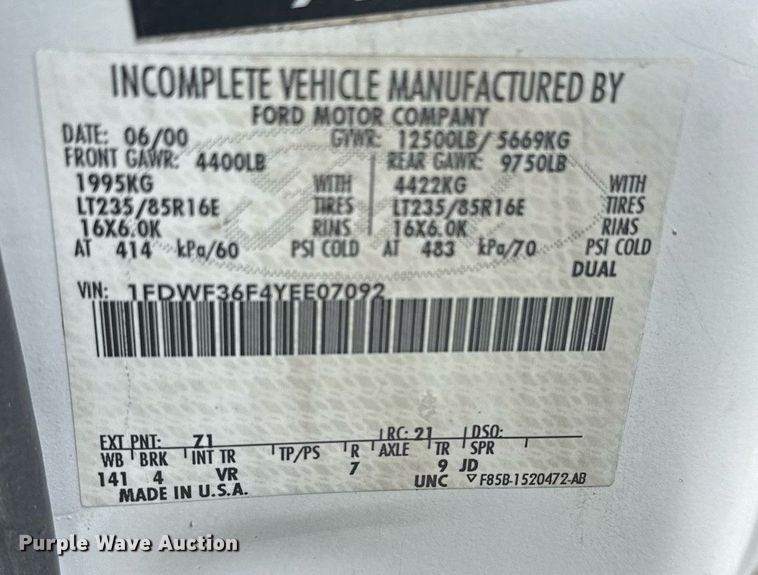 INCOMPLETE VEHICLE MANUFACTURED BY
FORD MOTOR COMPANY
DATE: 06/00 GVWR: 12500LB/ 5669KG
FRONT GAWR: 4400LB REAR GAWR: 9750LB
1995KG WITH 4422KG WITH
LT235/85R16E TIRES LT235/85R16E TIRES
16X6.0K RIMS 16X6.0K RIMS
AT 414 kPa/60 PSI COLD AT 483 kPa/70 PSI COLD
DUAL
VIN: 1FDWF36F4YEE07092
EXT PNT: Z1 RC: 21 DSO:
WB BRK INT TR TP/PS R AXLE TR SPR
141 4 VR 7 9 JD
MADE IN U.S.A. UNC F85B-1520472-AB
Purple Wave Auction